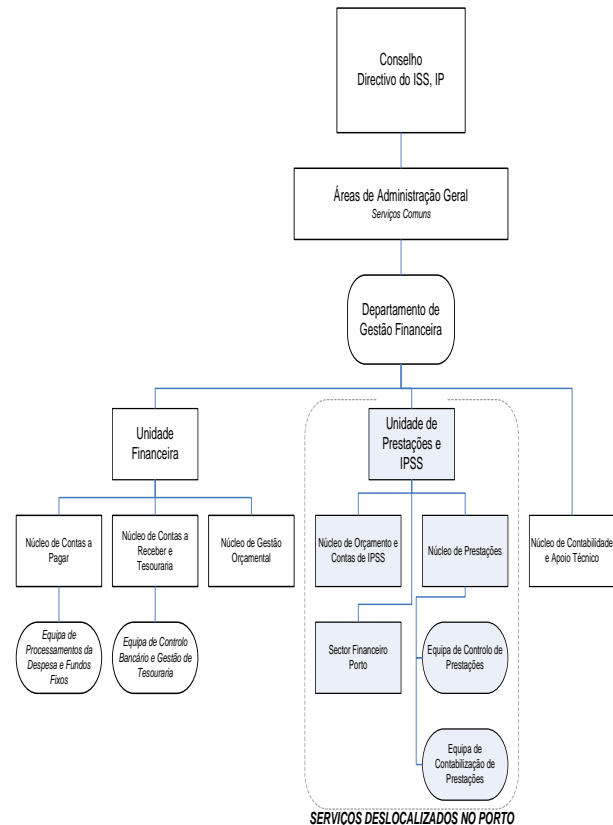 Conselho
Directivo do ISS, IP
Áreas de Administração Geral
Serviços Comuns
Departamento de
Gestão Financeira
Unidade
Financeira
Unidade de
Prestações e
IPSS
Núcleo de Contas a
Pagar
Núcleo de Contas a
Receber e
Tesouraria
Núcleo de Gestão
Orçamental
Núcleo de Orçamento e
Contas de IPSS
Núcleo de Prestações
Núcleo de Contabilidade
e Apoio Técnico
Equipa de
Processamentos da
Despesa e Fundos
Fixos
Equipa de Controlo
Bancário e Gestão de
Tesouraria
Sector Financeiro
Porto
Equipa de Controlo de
Prestações
Equipa de
Contabilização de
Prestações
SERVIÇOS DESLOCALIZADOS NO PORTO